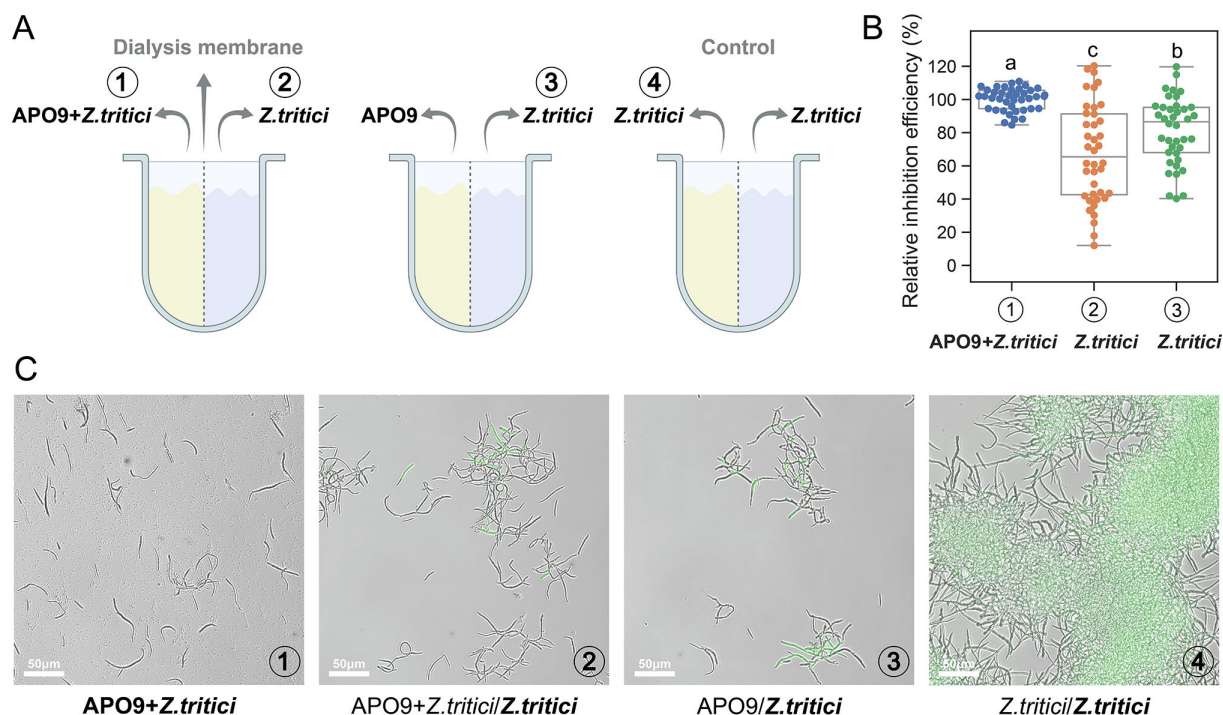 A
Dialysis membrane
Control
① ② ③ ④
APO9+Z.tritici Z.tritici APO9 Z.tritici Z.tritici Z.tritici
B
Relative inhibition efficiency (%)
a c b
120
100
80
60
40
20
0
① ② ③
APO9+Z.tritici Z.tritici Z.tritici
C
50μm ① 50μm ② 50μm ③ 50μm ④
APO9+Z.tritici APO9+Z.tritici/Z.tritici APO9/Z.tritici Z.tritici/Z.tritici